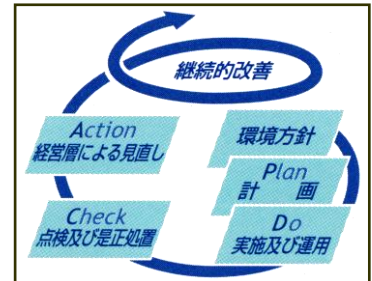 継続的改善
環境方針
Plan
計 画
Do
実施及び運用
Check
点検及び是正処置
Action
経営層による見直し